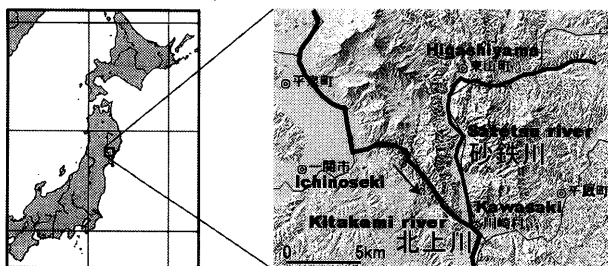 Higashiyama
東山町
平泉町
Satetsu river
砂鉄川
一関市
Ichinoseki
千厩町
Kawasaki
川崎村
Kitakami river
北上川
0 5km